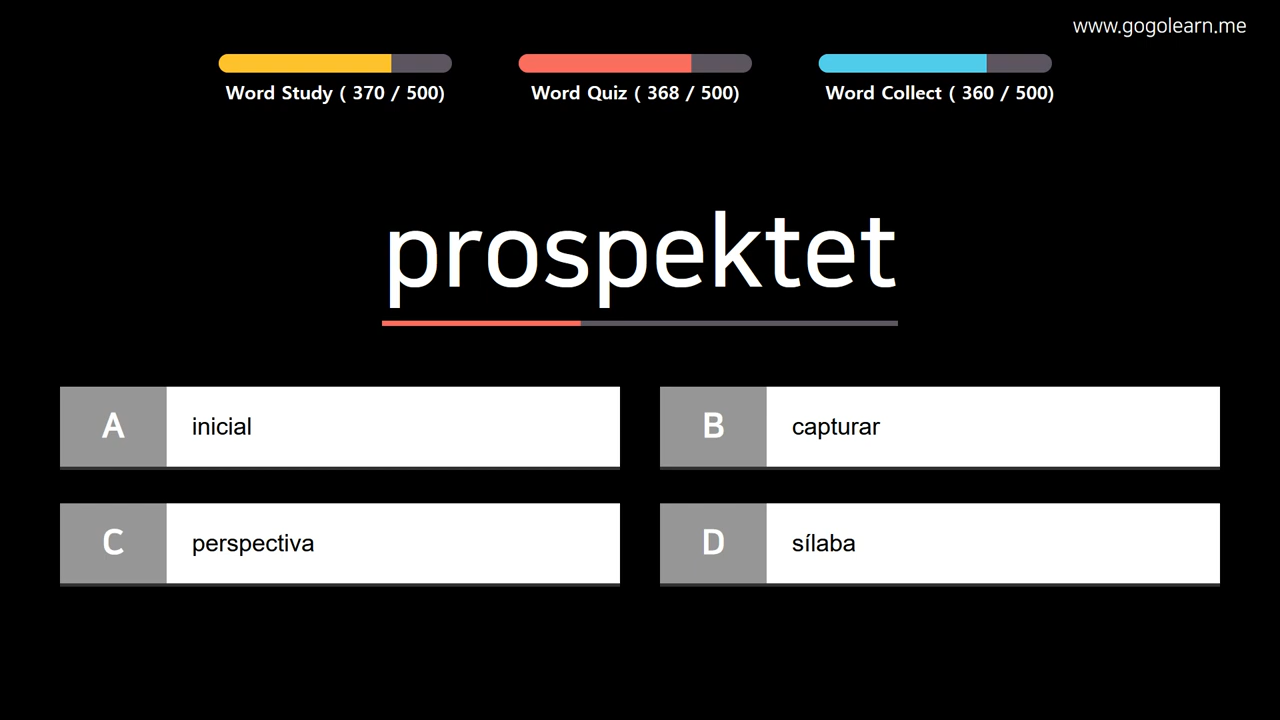 www.gogolearn.me
Word Study ( 370 / 500)
Word Quiz ( 368 / 500)
Word Collect ( 360 / 500)
prospektet
A inicial
B capturar
C perspectiva
D sílaba